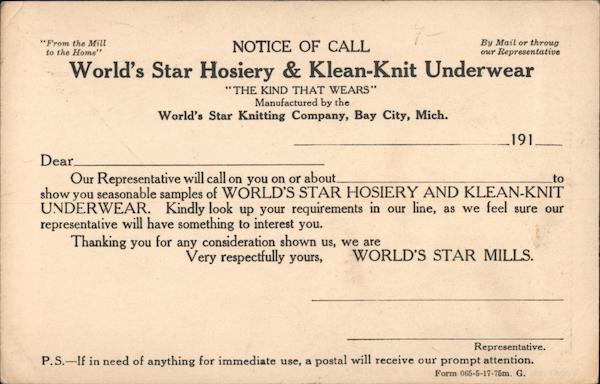 "From the Mill
to the Home"
NOTICE OF CALL
7-
By Mail or throug
our Representative
World's Star Hosiery & Klean-Knit Underwear
"THE KIND THAT WEARS"
Manufactured by the
World's Star Knitting Company, Bay City, Mich.
191
Dear
Our Representative will call on you on or about to
show you seasonable samples of WORLD'S STAR HOSIERY AND KLEAN-KNIT
UNDERWEAR. Kindly look up your requirements in our line, as we feel sure our
representative will have something to interest you.
Thanking you for any consideration shown us, we are
Very respectfully yours, WORLD'S STAR MILLS.
Representative.
P.S.—If in need of anything for immediate use, a postal will receive our prompt attention.
Form 065-5-17-75m. G.